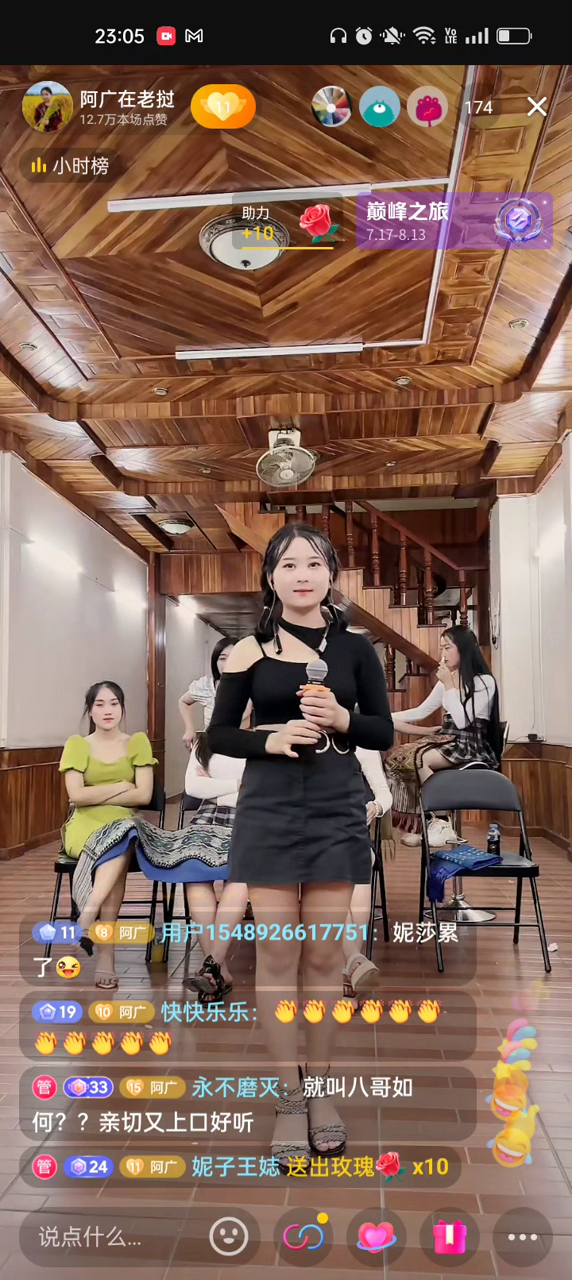 23:05
Vo LTE
阿广在老挝
12.7万本场点赞
11
174
小时榜
助力
+10
巅峰之旅
7.17-8.13
11 8 阿广 用户1548926617751：妮莎累
了😝
19 10 阿广 快快乐乐：👏👏👏👏👏👏
👏👏👏👏👏
管 33 15 阿广 永不磨灭：就叫八哥如
何？？亲切又上口好听
管 24 11 阿广 妮子王娡 送出玫瑰🌹 x10
说点什么...